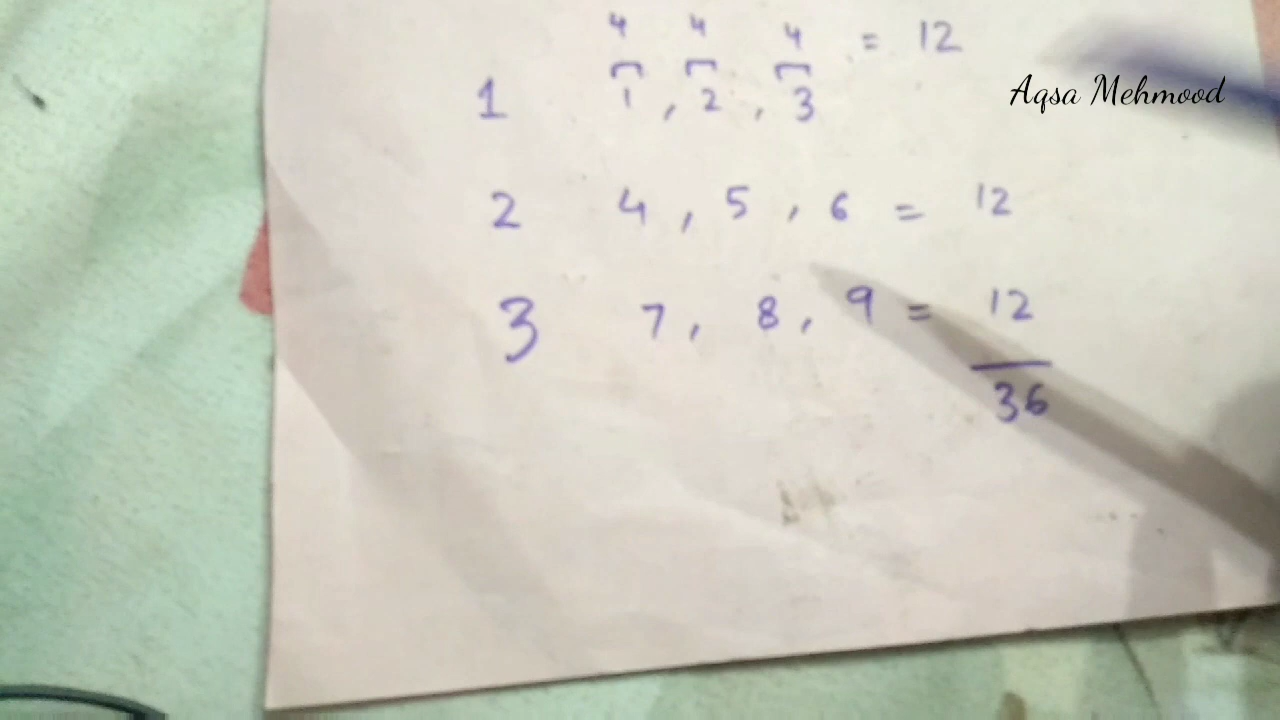 4 4 4 = 12
Aqsa Mehmood
1 1 , 2 , 3
2 4 , 5 , 6 = 12
3 7 , 8 , 9 = 12
36